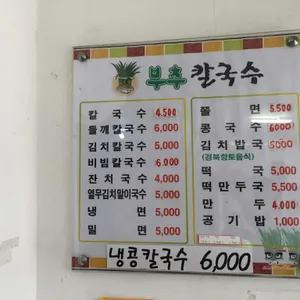 부추 칼국수
칼국수 4,500
들깨칼국수 6,000
김치칼국수 5,000
비빔칼국수 6,000
잔치국수 4,000
열무김치말이국수 5,000
냉면 5,000
밀면 5,000
쫄면 5,500
콩국수 6,000
김치밥국 5,000
(경북향토음식)
떡국 5,000
떡만두국 5,500
만두 4,000
공기밥 1,000
냉콩칼국수 6,000